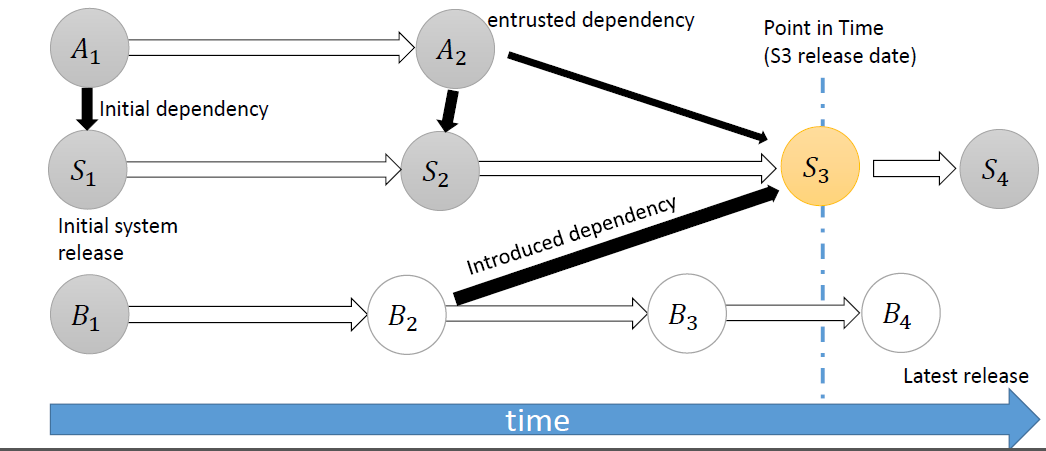 entrusted dependency
Point in Time
(S3 release date)
A1
A2
Initial dependency
S1
S2
S3
S4
Initial system
release
Introduced dependency
B1
B2
B3
B4
Latest release
time